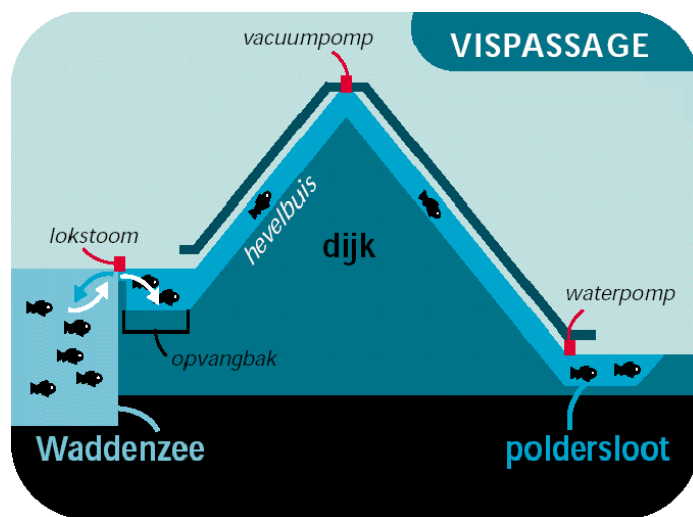 VISPASSAGE
vacuumpomp
hevelbuis
dijk
lokstoom
waterpomp
opvangbak
Waddenzee
poldersloot